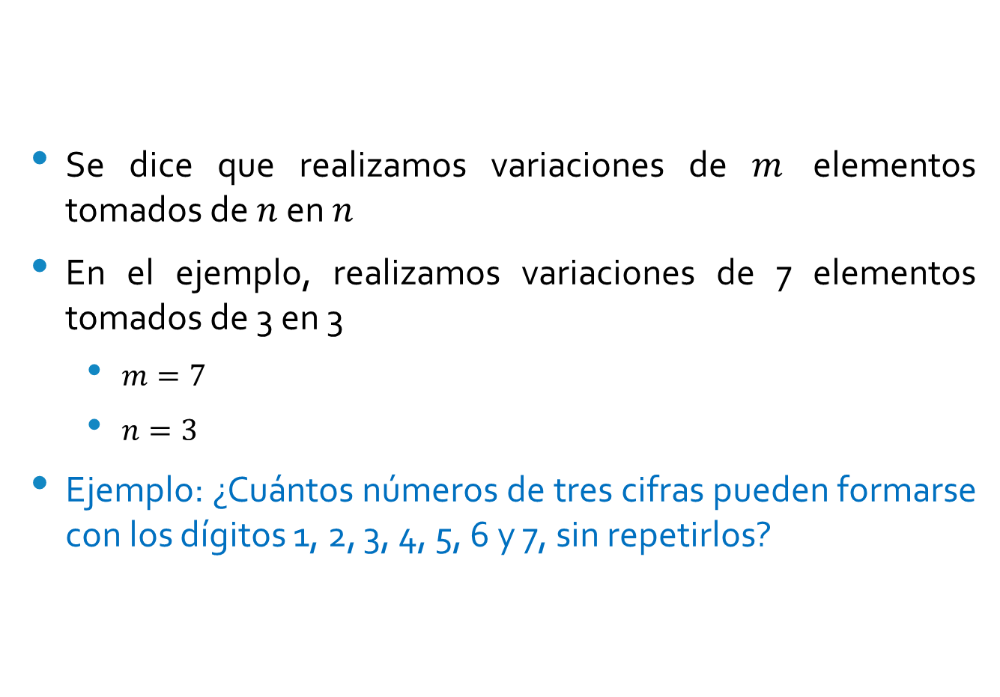 • Se dice que realizamos variaciones de m elementos
tomados de n en n
• En el ejemplo, realizamos variaciones de 7 elementos
tomados de 3 en 3
• m = 7
• n = 3
• Ejemplo: ¿Cuántos números de tres cifras pueden formarse
con los dígitos 1, 2, 3, 4, 5, 6 y 7, sin repetirlos?